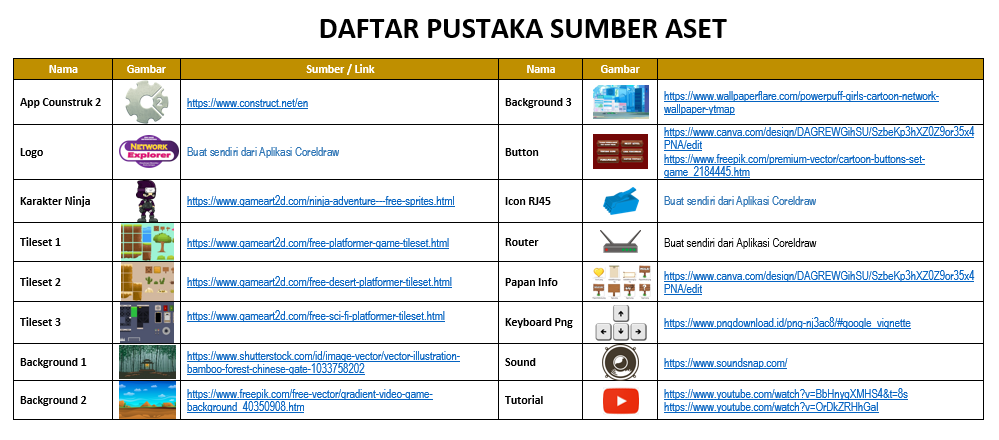 DAFTAR PUSTAKA SUMBER ASET
Nama Gambar Sumber / Link Nama Gambar
App Counstruk 2 2 https://www.construct.net/en
Background 3 https://www.wallpaperflare.com/powerpuff-girls-cartoon-network-
wallpaper-ytmap
Logo NETWORK Explorer Buat sendiri dari Aplikasi Coreldraw
Button https://www.canva.com/design/DAGREWGihSU/SzbeKp3hXZ0Z9or35x4
PNA/edit
https://www.freepik.com/premium-vector/cartoon-buttons-set-
game_2184445.htm
Karakter Ninja https://www.gameart2d.com/ninja-adventure---free-sprites.html
Icon RJ45 Buat sendiri dari Aplikasi Coreldraw
Tileset 1 https://www.gameart2d.com/free-platformer-game-tileset.html
Router Buat sendiri dari Aplikasi Coreldraw
Tileset 2 https://www.gameart2d.com/free-desert-platformer-tileset.html
Papan Info https://www.canva.com/design/DAGREWGihSU/SzbeKp3hXZ0Z9or35x4
PNA/edit
Tileset 3 https://www.gameart2d.com/free-sci-fi-platformer-tileset.html
Keyboard Png https://www.pngdownload.id/png-nj3ac8/#google_vignette
Background 1 https://www.shutterstock.com/id/image-vector/vector-illustration-
bamboo-forest-chinese-gate-1033758202
Sound https://www.soundsnap.com/
Background 2 https://www.freepik.com/free-vector/gradient-video-game-
background_40350908.htm
Tutorial https://www.youtube.com/watch?v=BbHnygXMHS4&t=8s
https://www.youtube.com/watch?v=OrDkZRHhGaI